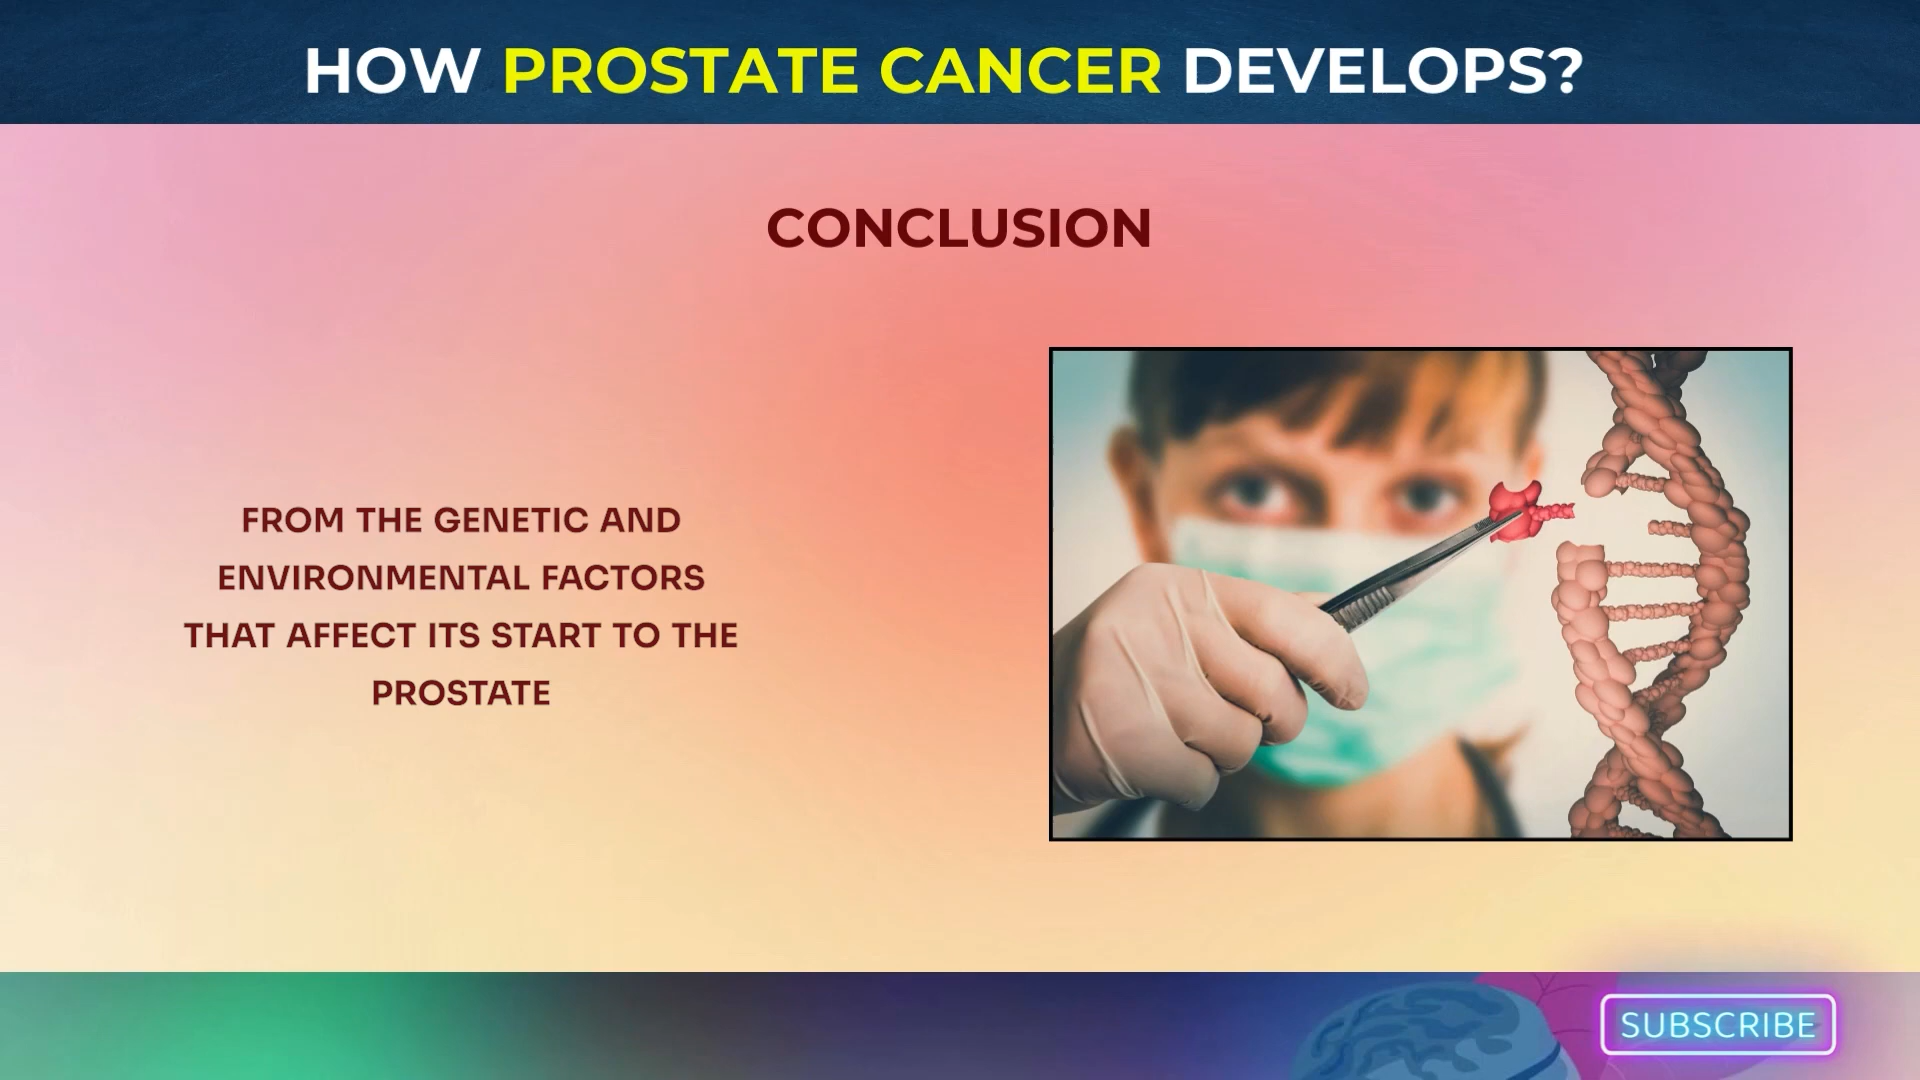 HOW PROSTATE CANCER DEVELOPS?
CONCLUSION
FROM THE GENETIC AND
ENVIRONMENTAL FACTORS
THAT AFFECT ITS START TO THE
PROSTATE
SUBSCRIBE